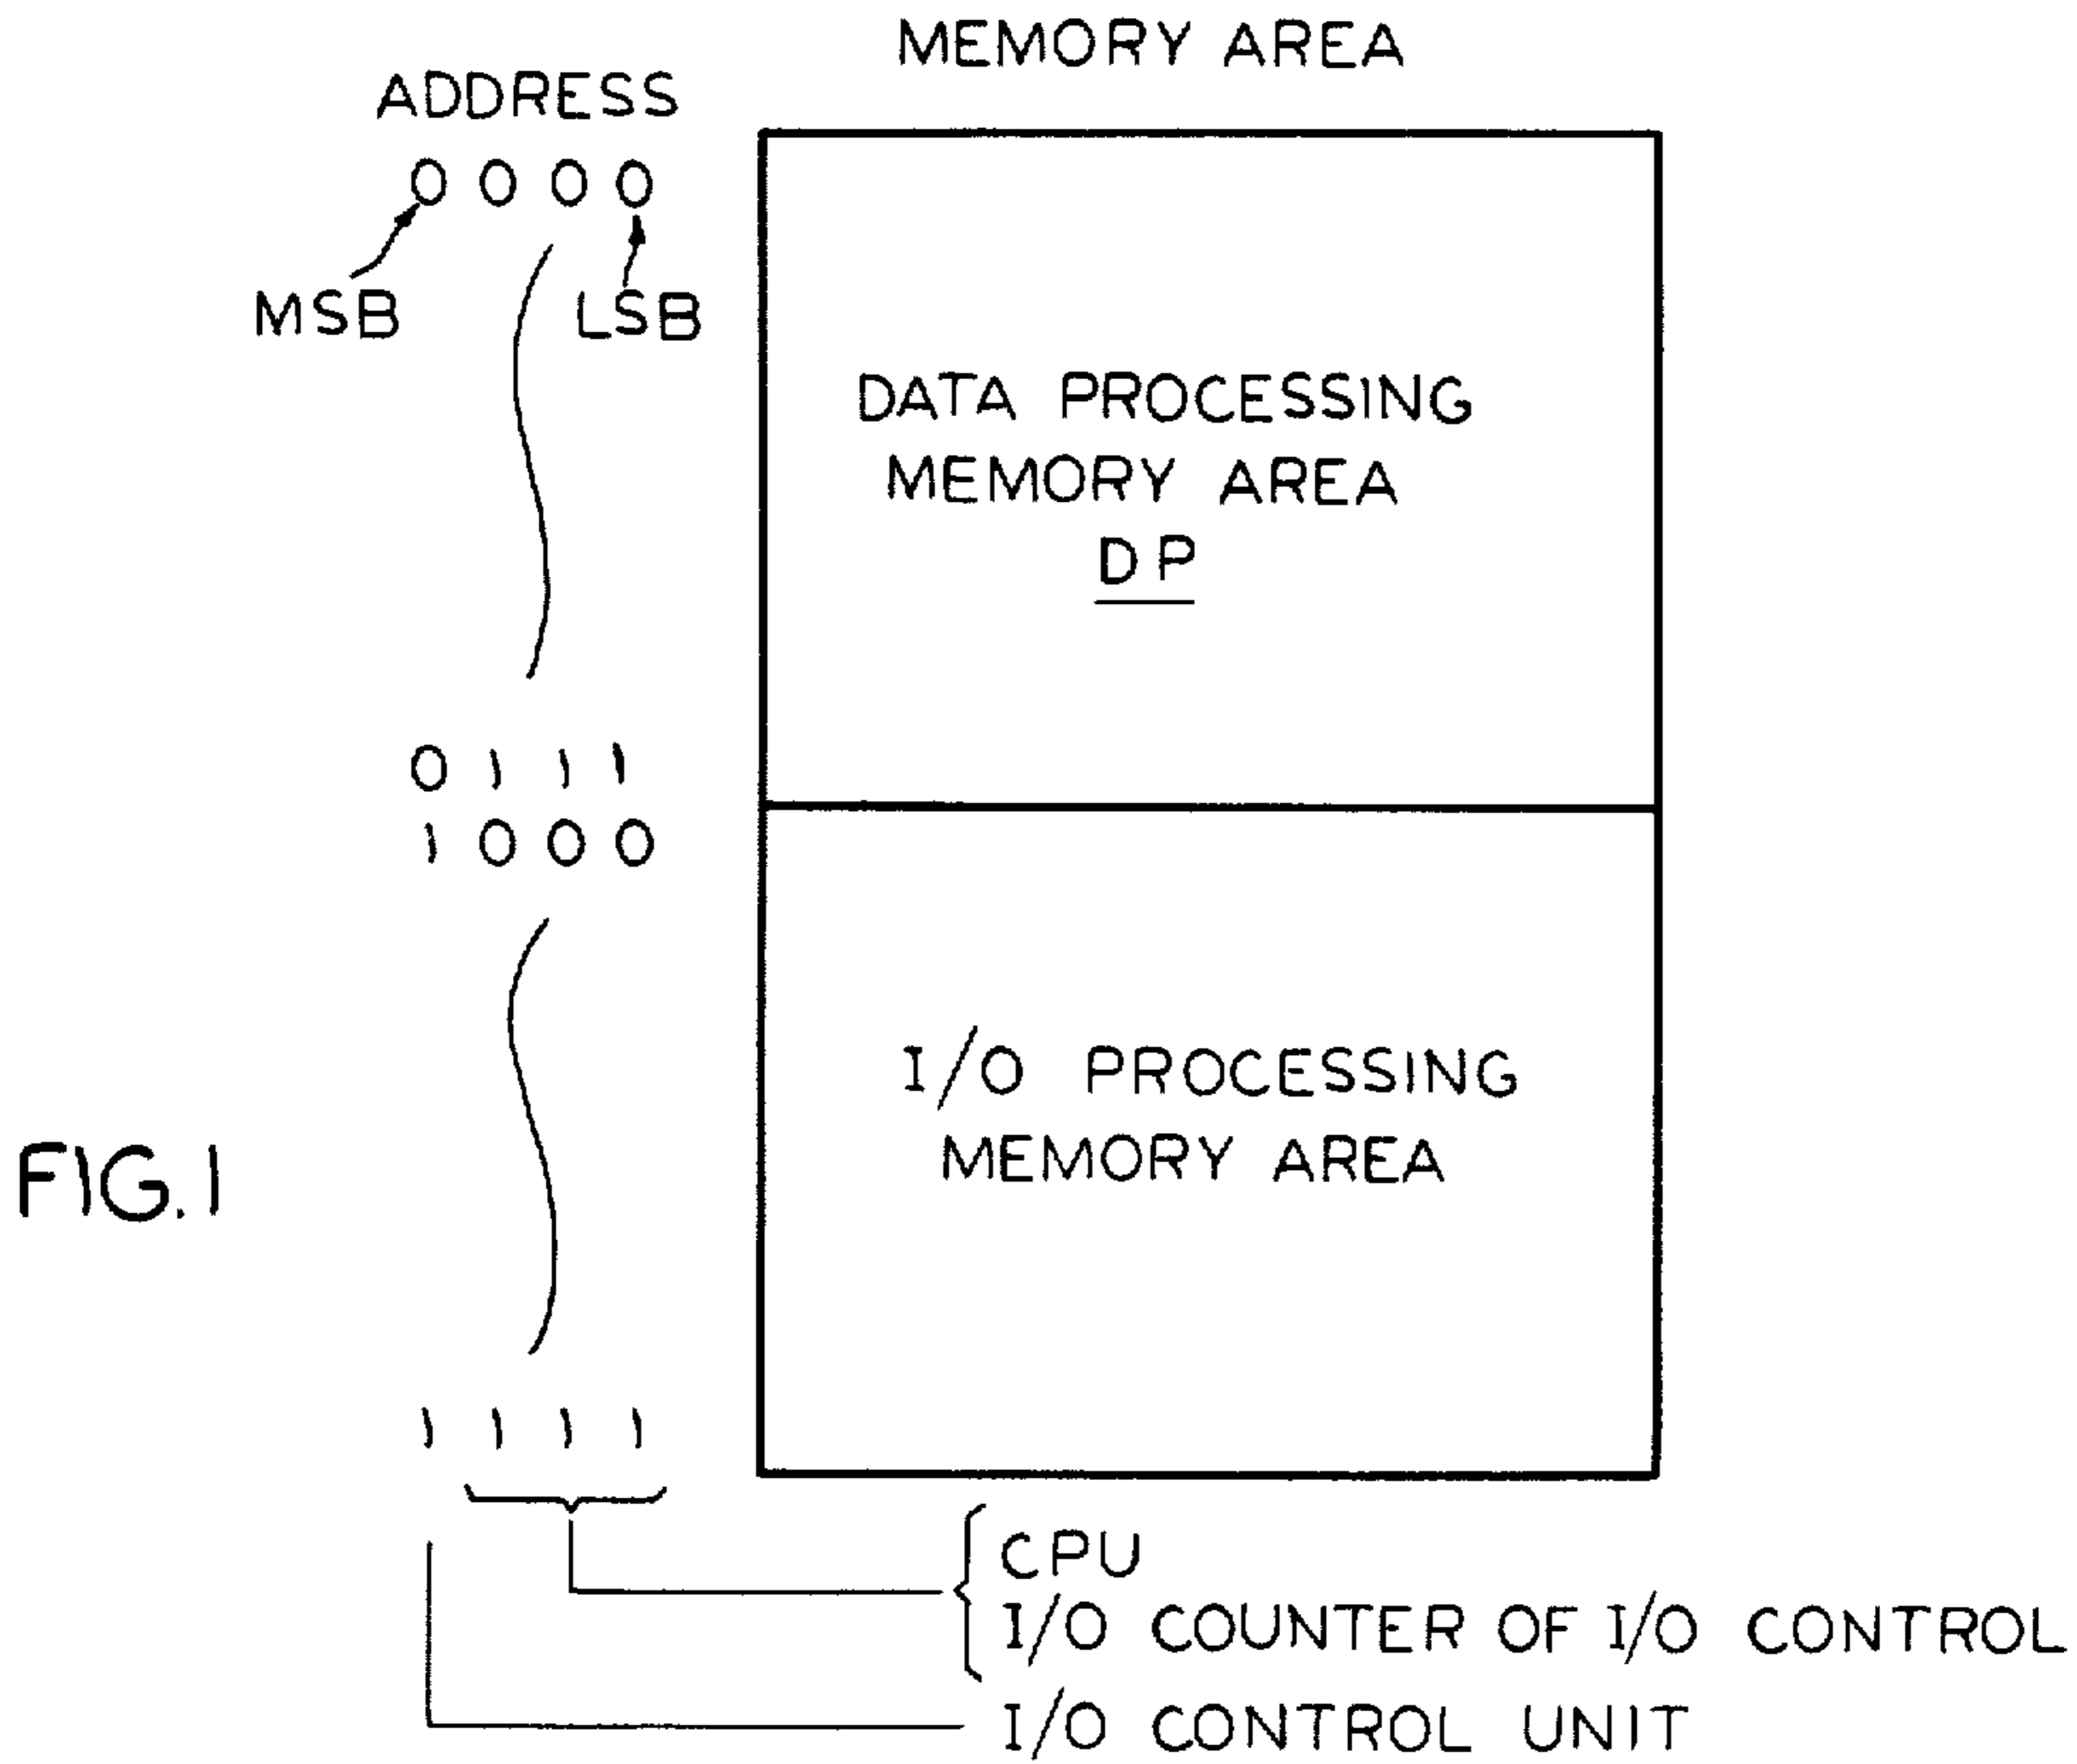 MEMORY AREA
ADDRESS
0 0 0 0
MSB LSB
DATA PROCESSING
MEMORY AREA
DP
0 1 1 1
1 0 0 0
I/O PROCESSING
MEMORY AREA
FIG. 1
1 1 1 1
CPU
I/O COUNTER OF I/O CONTROL
I/O CONTROL UNIT